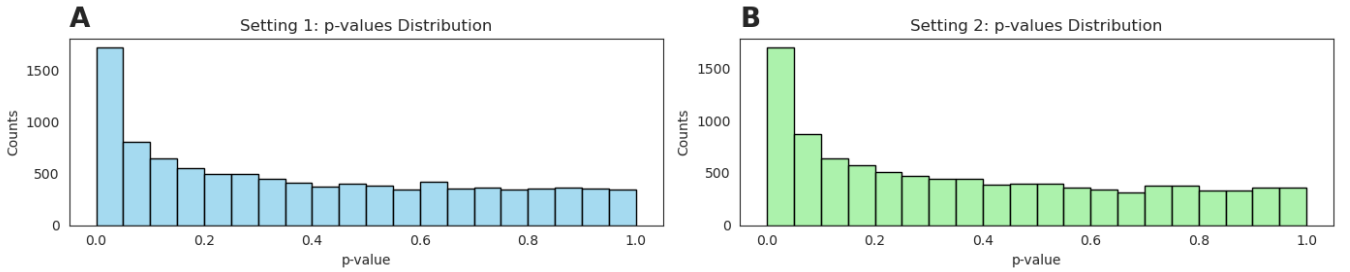 A
Setting 1: p-values Distribution
Counts
1500
1000
500
0
0.0 0.2 0.4 0.6 0.8 1.0
p-value
B
Setting 2: p-values Distribution
Counts
1500
1000
500
0
0.0 0.2 0.4 0.6 0.8 1.0
p-value